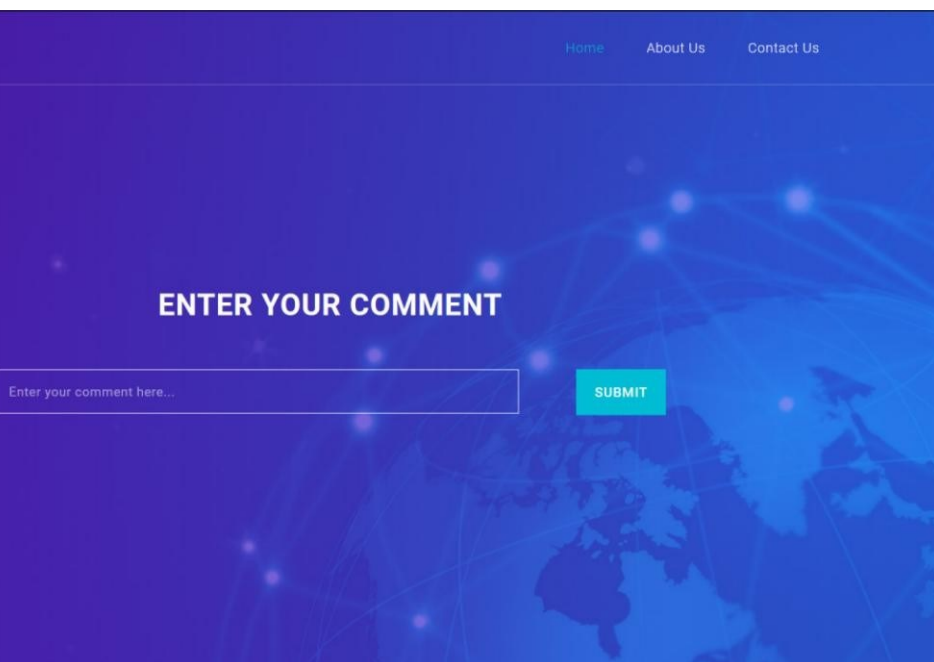 Home About Us Contact Us
ENTER YOUR COMMENT
Enter your comment here...
SUBMIT